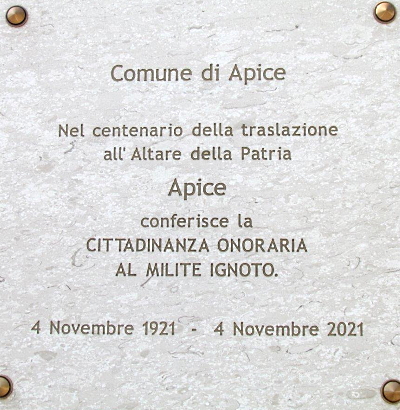 Comune di Apice
Nel centenario della traslazione
all' Altare della Patria
Apice
conferisce la
CITTADINANZA ONORARIA
AL MILITE IGNOTO.
4 Novembre 1921 - 4 Novembre 2021